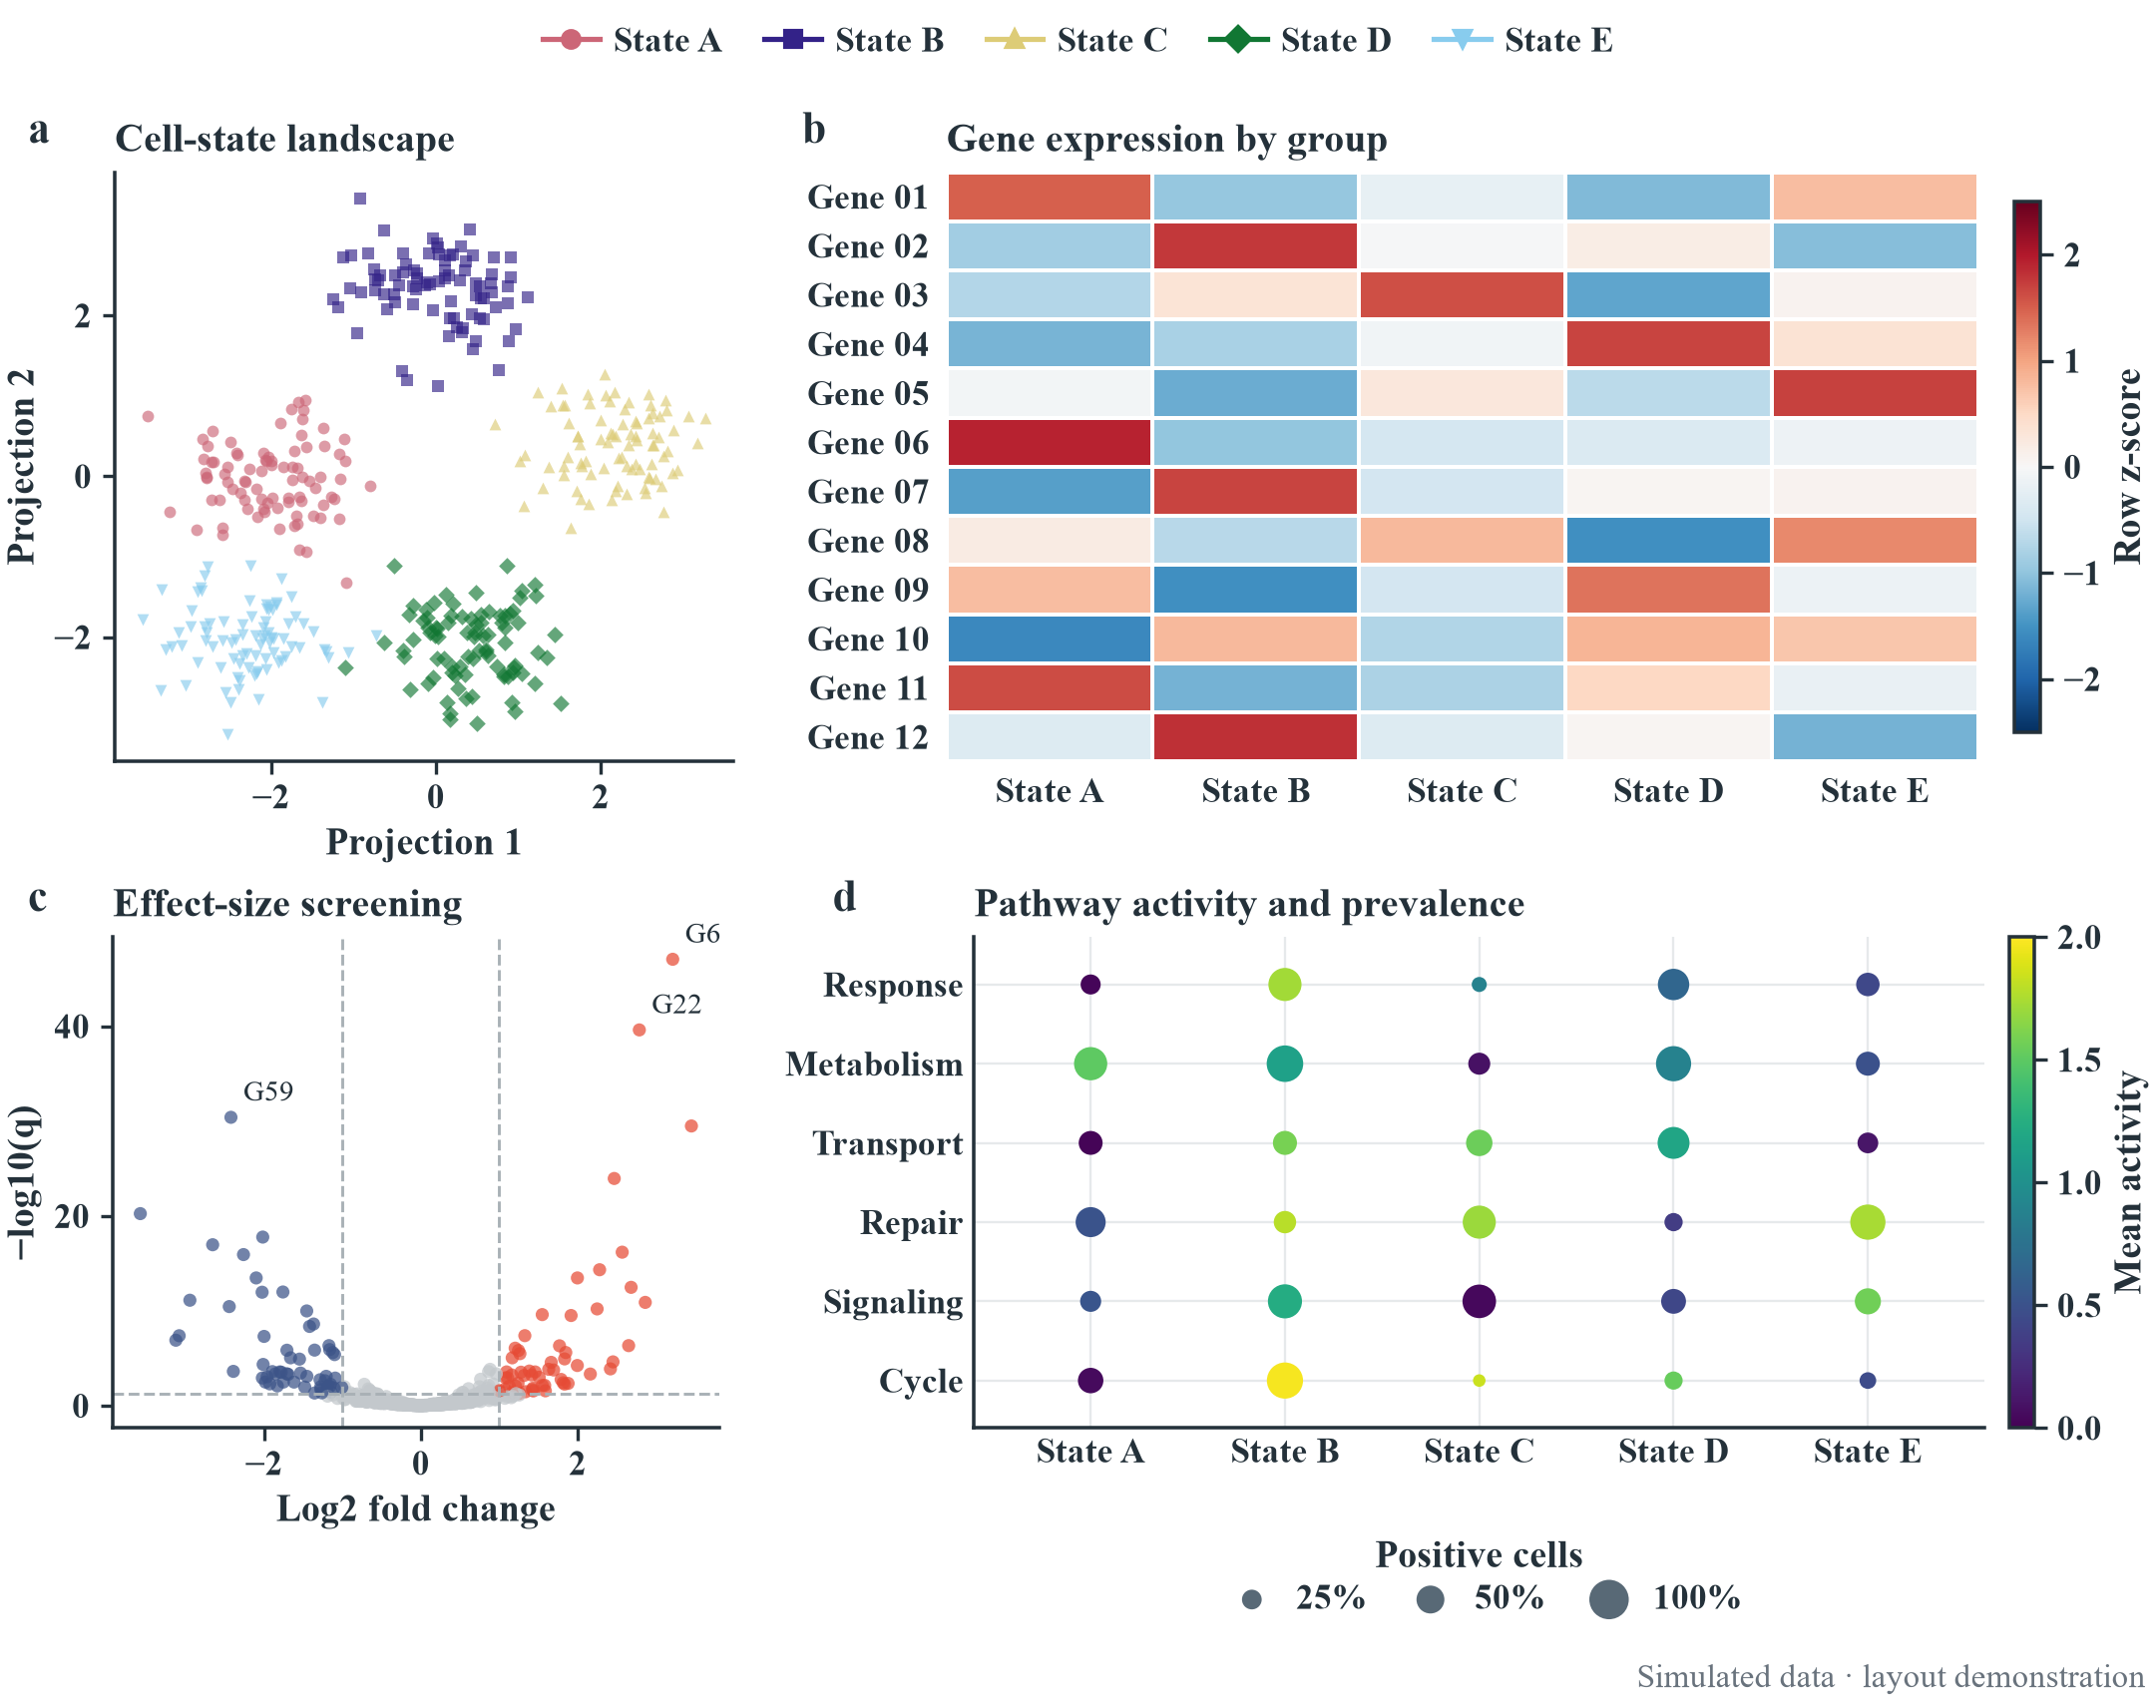 State A State B State C State D State E
a Cell-state landscape
Projection 2
2
0
−2
−2 0 2
Projection 1
b Gene expression by group
Gene 01
Gene 02
Gene 03
Gene 04
Gene 05
Gene 06
Gene 07
Gene 08
Gene 09
Gene 10
Gene 11
Gene 12
State A State B State C State D State E
2
1
0
−1
−2
Row z-score
c Effect-size screening
−log10(q)
40
20
0
G6
G22
G59
−2 0 2
Log2 fold change
d Pathway activity and prevalence
Response
Metabolism
Transport
Repair
Signaling
Cycle
State A State B State C State D State E
2.0
1.5
1.0
0.5
0.0
Mean activity
Positive cells
25% 50% 100%
Simulated data · layout demonstration